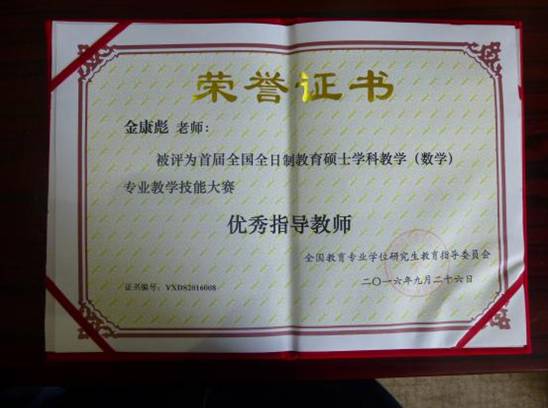 荣誉证书
金康彪 老师：
被评为首届全国全日制教育硕士学科教学（数学）
专业教学技能大赛
优秀指导教师
全国教育专业学位研究生教育指导委员会
二〇一六年九月二十六日
证书编号：YXDS2016008